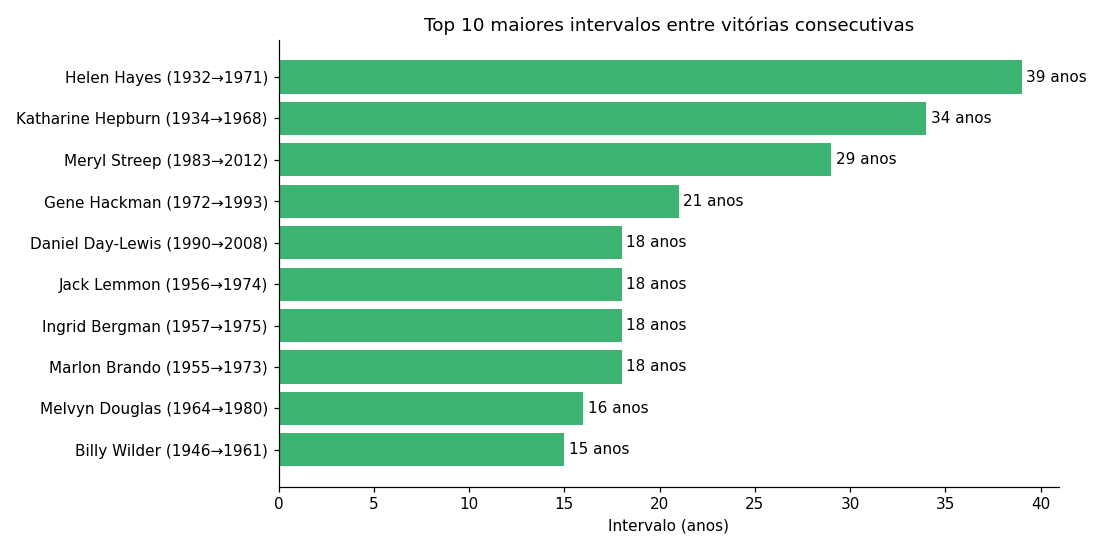 Top 10 maiores intervalos entre vitórias consecutivas
Helen Hayes (1932→1971)
39 anos
Katharine Hepburn (1934→1968)
34 anos
Meryl Streep (1983→2012)
29 anos
Gene Hackman (1972→1993)
21 anos
Daniel Day-Lewis (1990→2008)
18 anos
Jack Lemmon (1956→1974)
18 anos
Ingrid Bergman (1957→1975)
18 anos
Marlon Brando (1955→1973)
18 anos
Melvyn Douglas (1964→1980)
16 anos
Billy Wilder (1946→1961)
15 anos
0 5 10 15 20 25 30 35 40
Intervalo (anos)